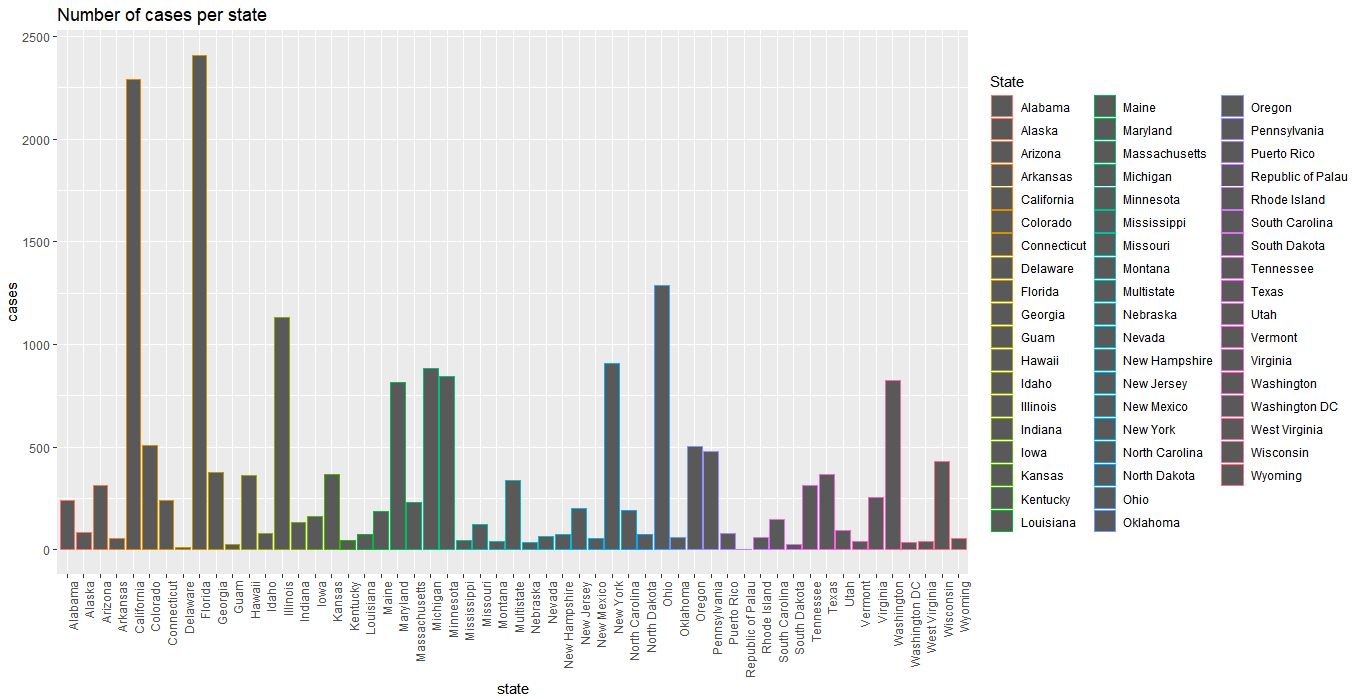 Number of cases per state
cases
2500
2000
1500
1000
500
0
Alabama
Alaska
Arizona
Arkansas
California
Colorado
Connecticut
Delaware
Florida
Georgia
Guam
Hawaii
Idaho
Illinois
Indiana
Iowa
Kansas
Kentucky
Louisiana
Maine
Maryland
Massachusetts
Michigan
Minnesota
Mississippi
Missouri
Montana
Multistate
Nebraska
Nevada
New Hampshire
New Jersey
New Mexico
New York
North Carolina
North Dakota
Ohio
Oklahoma
Oregon
Pennsylvania
Puerto Rico
Republic of Palau
Rhode Island
South Carolina
South Dakota
Tennessee
Texas
Utah
Vermont
Virginia
Washington
Washington DC
West Virginia
Wisconsin
Wyoming
state
State
Alabama
Alaska
Arizona
Arkansas
California
Colorado
Connecticut
Delaware
Florida
Georgia
Guam
Hawaii
Idaho
Illinois
Indiana
Iowa
Kansas
Kentucky
Louisiana
Maine
Maryland
Massachusetts
Michigan
Minnesota
Mississippi
Missouri
Montana
Multistate
Nebraska
Nevada
New Hampshire
New Jersey
New Mexico
New York
North Carolina
North Dakota
Ohio
Oklahoma
Oregon
Pennsylvania
Puerto Rico
Republic of Palau
Rhode Island
South Carolina
South Dakota
Tennessee
Texas
Utah
Vermont
Virginia
Washington
Washington DC
West Virginia
Wisconsin
Wyoming